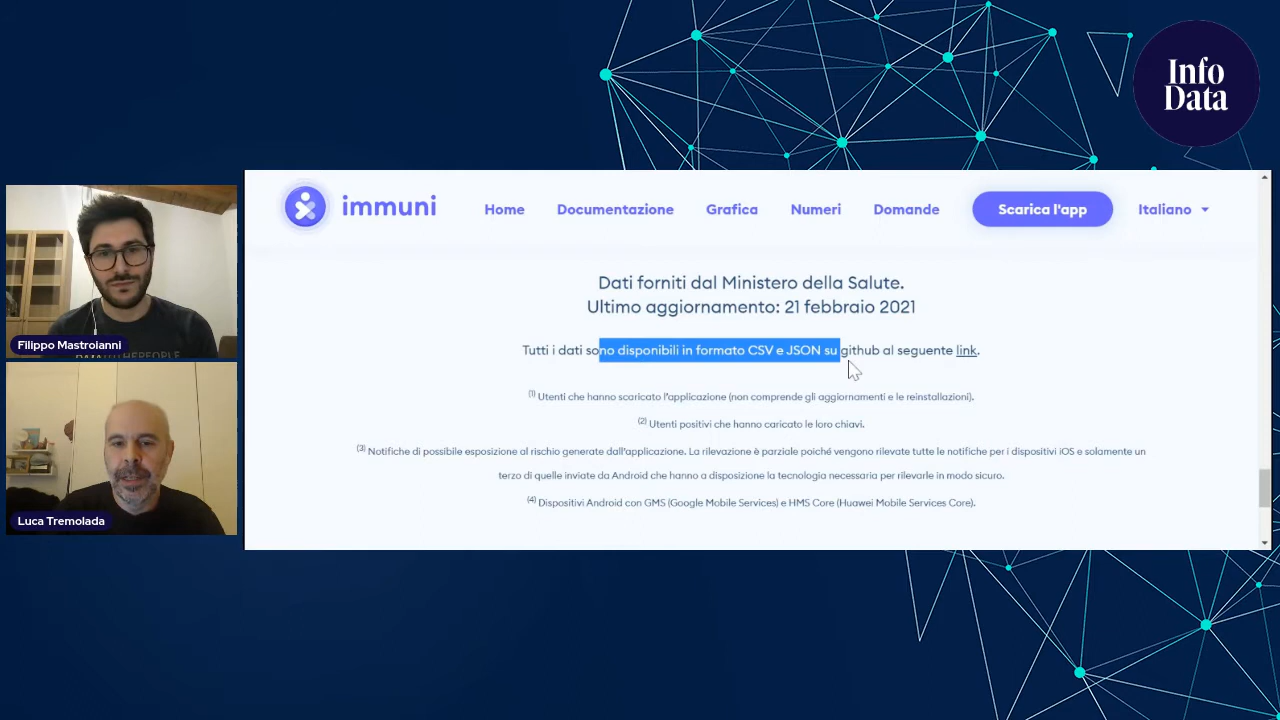 Info
Data
immuni
Home
Documentazione
Grafica
Numeri
Domande
Scarica l'app
Italiano
Dati forniti dal Ministero della Salute.
Ultimo aggiornamento: 21 febbraio 2021
Tutti i dati sono disponibili in formato CSV e JSON su github al seguente link.
(1) Utenti che hanno scaricato l'applicazione (non comprende gli aggiornamenti e le reinstallazioni).
(2) Utenti positivi che hanno caricato le loro chiavi.
(3) Notifiche di possibile esposizione al rischio generate dall'applicazione. La rilevazione è parziale poiché vengono rilevate tutte le notifiche per i dispositivi iOS e solamente un
terzo di quelle inviate da Android che hanno a disposizione la tecnologia necessaria per rilevarle in modo sicuro.
(4) Dispositivi Android con GMS (Google Mobile Services) e HMS Core (Huawei Mobile Services Core).
Filippo Mastroianni
Luca Tremolada